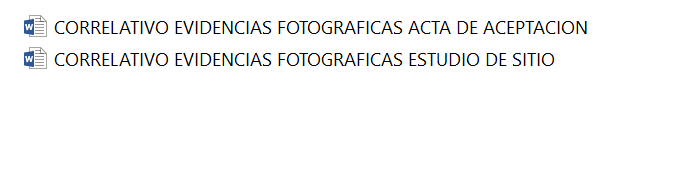 CORRELATIVO EVIDENCIAS FOTOGRAFICAS ACTA DE ACEPTACION
CORRELATIVO EVIDENCIAS FOTOGRAFICAS ESTUDIO DE SITIO